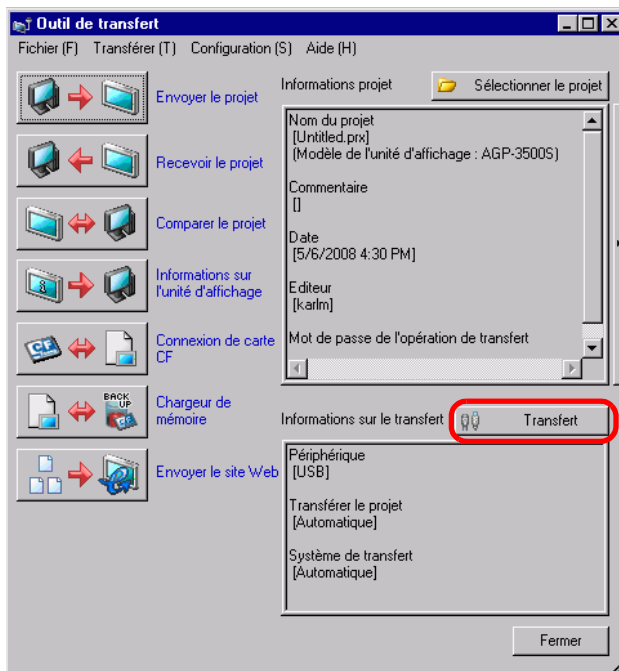 Outil de transfert
Fichier (F) Transférer (T) Configuration (S) Aide (H)
Envoyer le projet
Recevoir le projet
Comparer le projet
Informations sur
l'unité d'affichage
Connexion de carte
CF
BACK
UP
Chargeur de
mémoire
Envoyer le site Web
Informations projet
Sélectionner le projet
Nom du projet
[Untitled.prx]
(Modèle de l'unité d'affichage : AGP-3500S)
Commentaire
[]
Date
[5/6/2008 4:30 PM]
Editeur
[karlm]
Mot de passe de l'opération de transfert
Informations sur le transfert
Transfert
Périphérique
[USB]
Transférer le projet
[Automatique]
Système de transfert
[Automatique]
Fermer